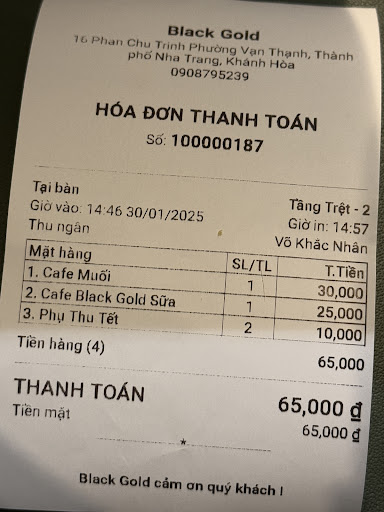 Black Gold
16 Phan Chu Trinh Phường Vạn Thạnh, Thành
phố Nha Trang, Khánh Hòa
0908795239
HÓA ĐƠN THANH TOÁN
Số: 100000187
Tại bàn Tầng Trệt - 2
Giờ vào: 14:46 30/01/2025 Giờ in: 14:57
Thu ngân Võ Khắc Nhân
Mặt hàng SL/TL T.Tiền
1. Cafe Muối 1 30,000
2. Cafe Black Gold Sữa 1 25,000
3. Phụ Thu Tết 2 10,000
Tiền hàng (4) 65,000
THANH TOÁN 65,000 đ
Tiền mặt 65,000 đ
Black Gold cảm ơn quý khách !